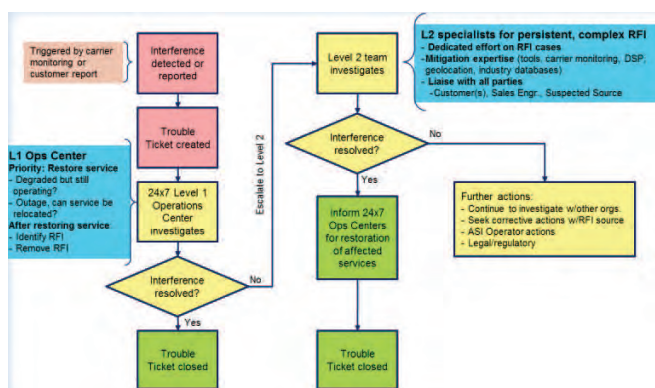 Triggered by carrier
monitoring or
customer report
Interference
detected or
reported
Trouble
Ticket created
L1 Ops Center
Priority: Restore service
- Degraded but still
operating?
- Outage, can service be
relocated?
After restoring service:
- Identify RFI
- Remove RFI
24x7 Level 1
Operations
Center
investigates
Interference
resolved?
No
Yes
Trouble
Ticket closed
Escalate to Level 2
Level 2 team
investigates
L2 specialists for persistent, complex RFI
- Dedicated effort on RFI cases
-Mitigation expertise (tools, carrier monitoring, DSP,
geolocation, industry databases)
-Liaise with all parties
-Customer(s), Sales Engr., Suspected Source
Interference
resolved?
No
Yes
Inform 24x7
Ops Centers
for restoration
of affected
services
Further actions:
- Continue to investigate w/other orgs.
- Seek corrective actions w/RFI source
- ASI Operator actions
- Legal/regulatory
Trouble
Ticket closed